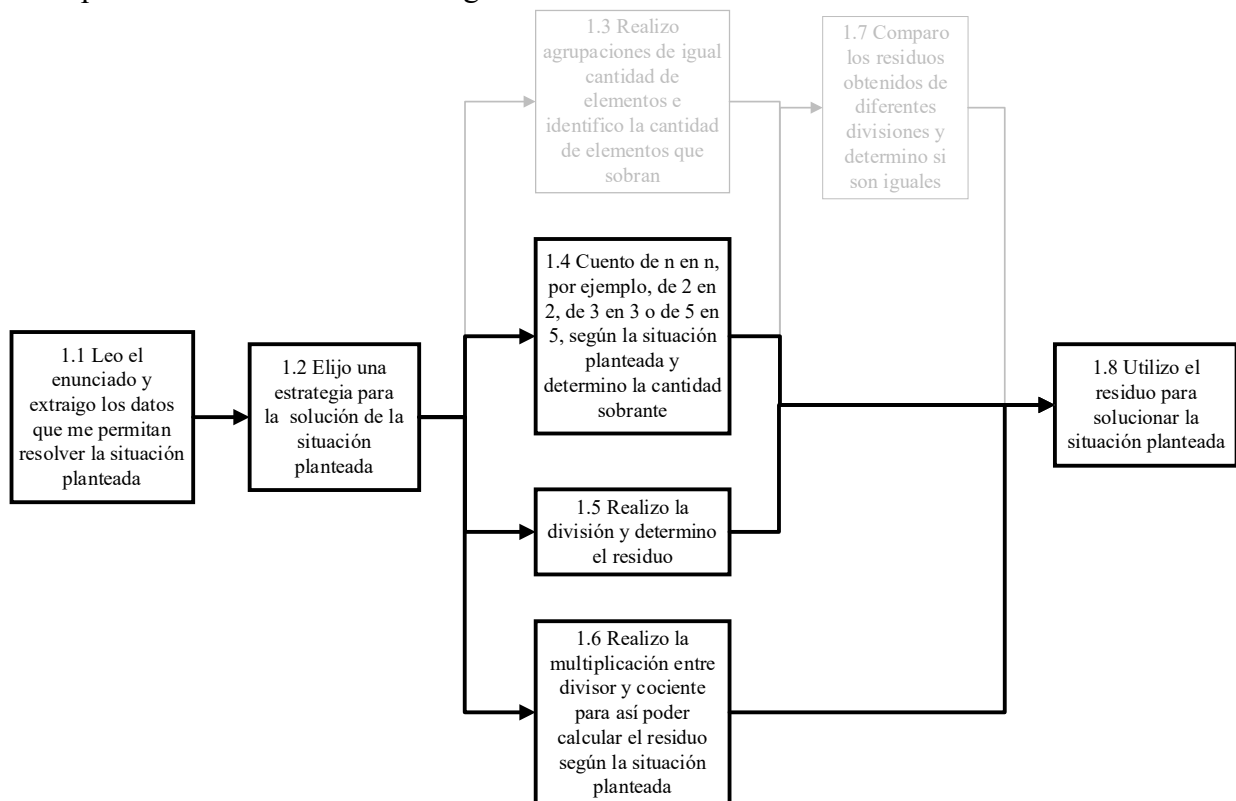 1.3 Realizo
agrupaciones de igual
cantidad de
elementos e
identifico la cantidad
de elementos que
sobran
1.7 Comparo
los residuos
obtenidos de
diferentes
divisiones y
determino si
son iguales
1.4 Cuento de n en n,
por ejemplo, de 2 en
2, de 3 en 3 o de 5 en
5, según la situación
planteada y
determino la cantidad
sobrante
1.1 Leo el
enunciado y
extraigo los datos
que me permitan
resolver la situación
planteada
1.2 Elijo una
estrategia para
la solución de la
situación
planteada
1.8 Utilizo el
residuo para
solucionar la
situación planteada
1.5 Realizo la
división y determino
el residuo
1.6 Realizo la
multiplicación entre
divisor y cociente
para así poder
calcular el residuo
según la situación
planteada